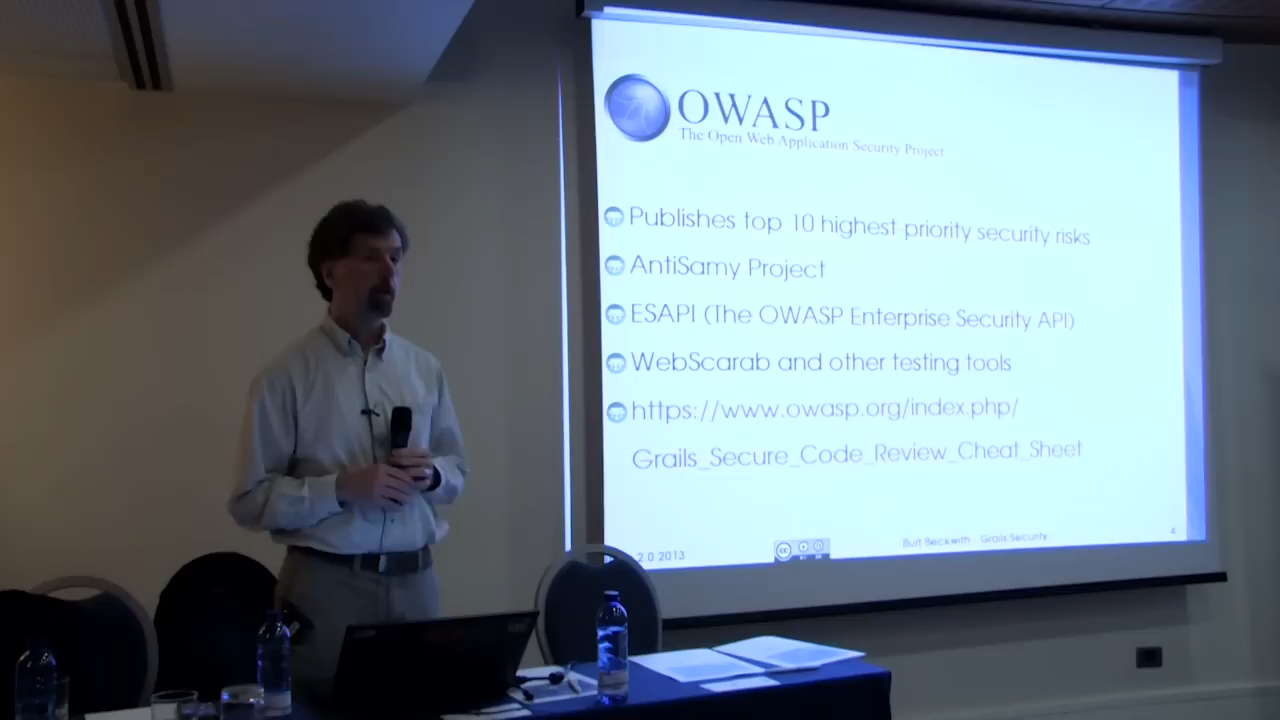 OWASP
The Open Web Application Security Project
Publishes top 10 highest-priority security risks
AntiSamy Project
ESAPI (The OWASP Enterprise Security API)
WebScarab and other testing tools
https://www.owasp.org/index.php/
Grails_Secure_Code_Review_Cheat_Sheet
2.0 2013
cc
Burt Beckwith - Grails Security
4